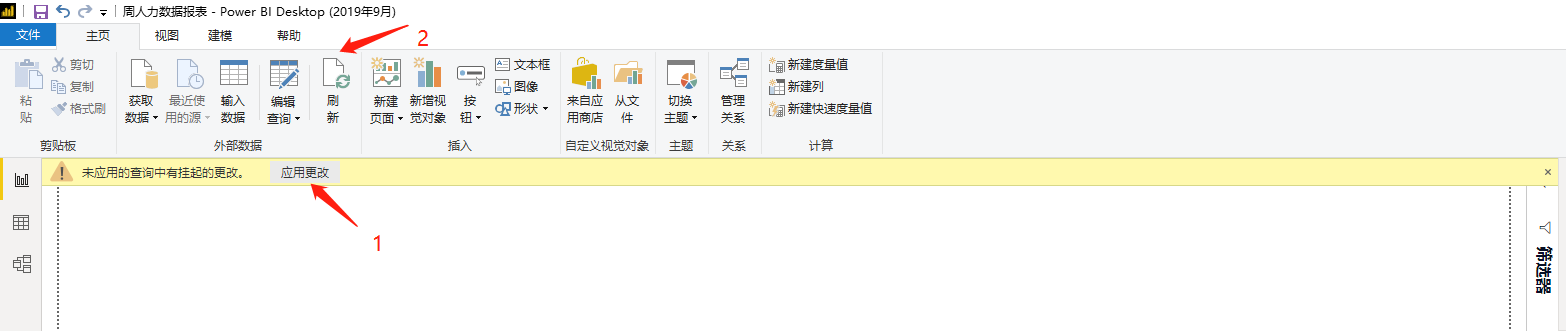 周人力数据报表 - Power BI Desktop (2019年9月)
文件 主页 视图 建模 帮助
2
粘
贴
剪切
复制
格式刷
获取
数据
最近使
用的源
输入
数据
编辑
查询
刷
新
新建
页面
新增视
觉对象
按
钮
文本框
图像
形状
来自应
用商店
从文
件
切换
主题
管理
关系
新建度量值
新建列
新建快速度量值
剪贴板 外部数据 插入 自定义视觉对象 主题 关系 计算
未应用的查询中有挂起的更改。 应用更改
1
筛选器